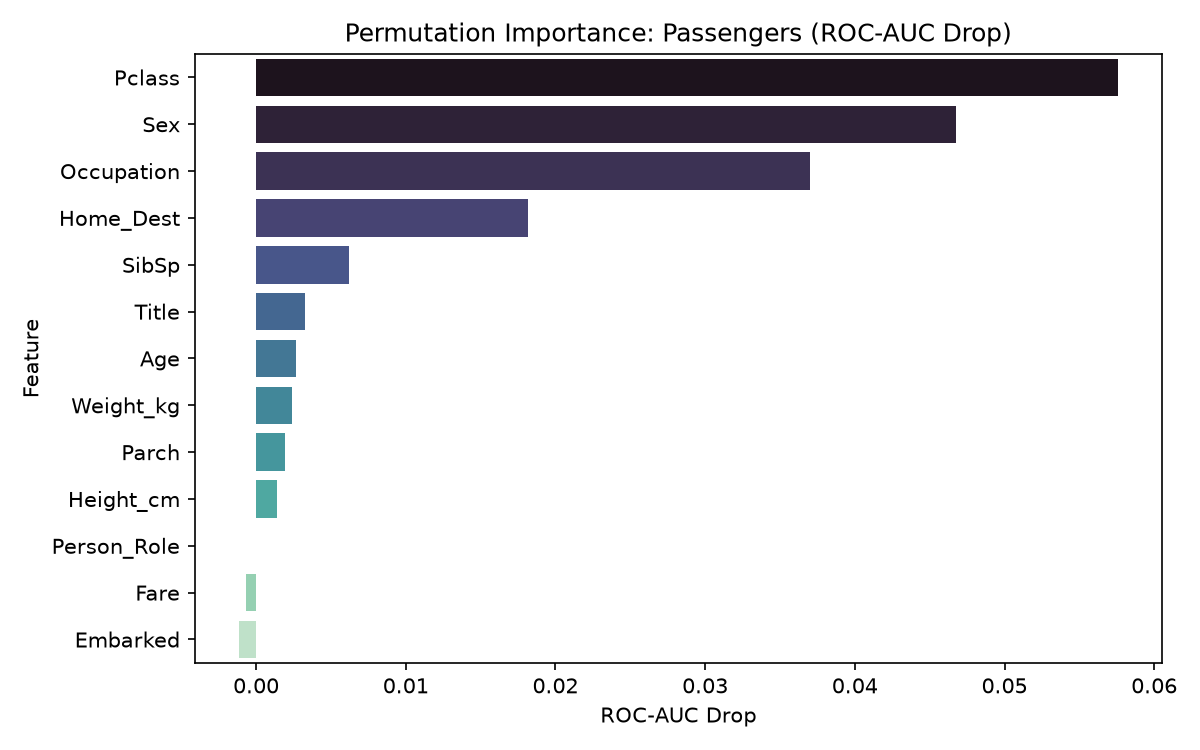 Permutation Importance: Passengers (ROC-AUC Drop)
Feature
Pclass
Sex
Occupation
Home_Dest
SibSp
Title
Age
Weight_kg
Parch
Height_cm
Person_Role
Fare
Embarked
0.00 0.01 0.02 0.03 0.04 0.05 0.06
ROC-AUC Drop